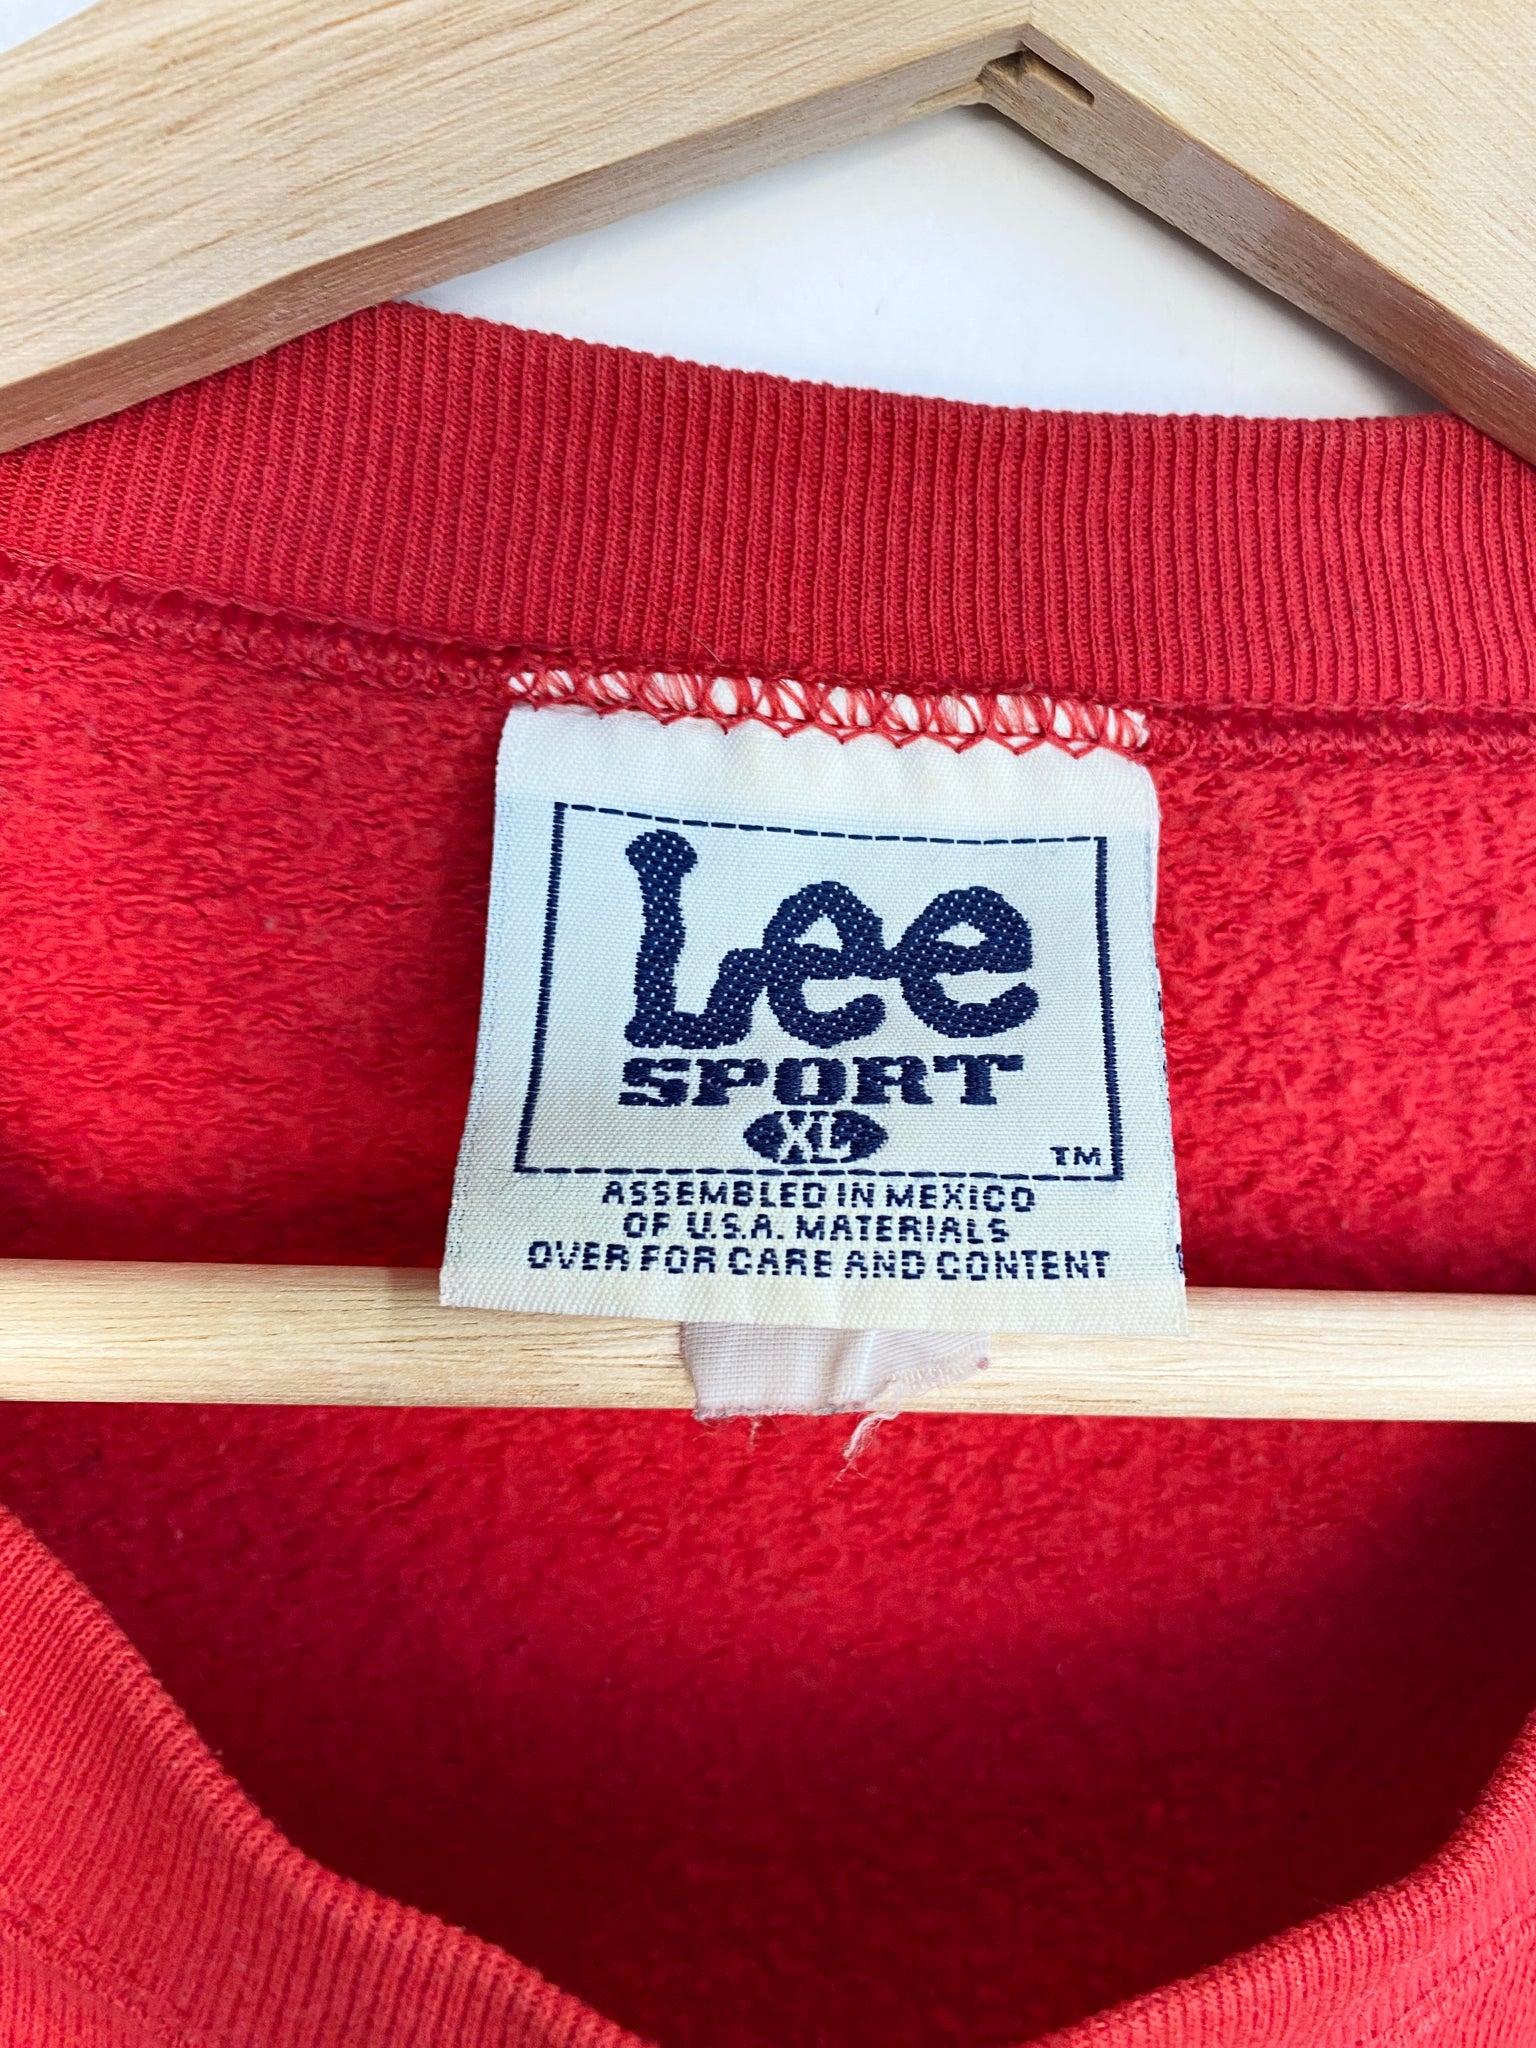 Lee
SPORT
XL
TM
ASSEMBLED IN MEXICO
OF U.S.A. MATERIALS
OVER FOR CARE AND CONTENT